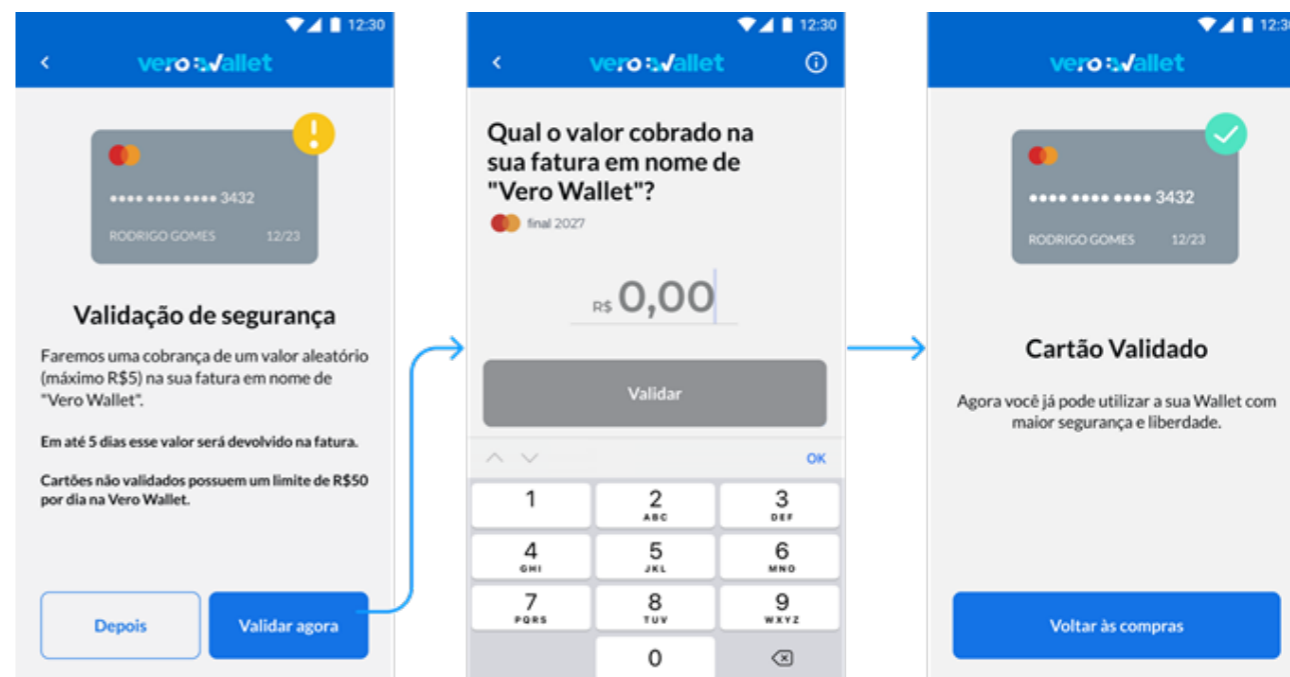 12:30
vero wallet
•••• •••• •••• 3432
RODRIGO GOMES 12/23
Validação de segurança
Faremos uma cobrança de um valor aleatório
(máximo R$5) na sua fatura em nome de
"Vero Wallet".
Em até 5 dias esse valor será devolvido na fatura.
Cartões não validados possuem um limite de R$50
por dia na Vero Wallet.
Depois
Validar agora
12:30
vero wallet
Qual o valor cobrado na
sua fatura em nome de
"Vero Wallet"?
final 2027
R$ 0,00
Validar
OK
1 2 3
ABC DEF
4 5 6
GHI JKL MNO
7 8 9
PQRS TUV WXYZ
0
12:30
vero wallet
•••• •••• •••• 3432
RODRIGO GOMES 12/23
Cartão Validado
Agora você já pode utilizar a sua Wallet com
maior segurança e liberdade.
Voltar às compras